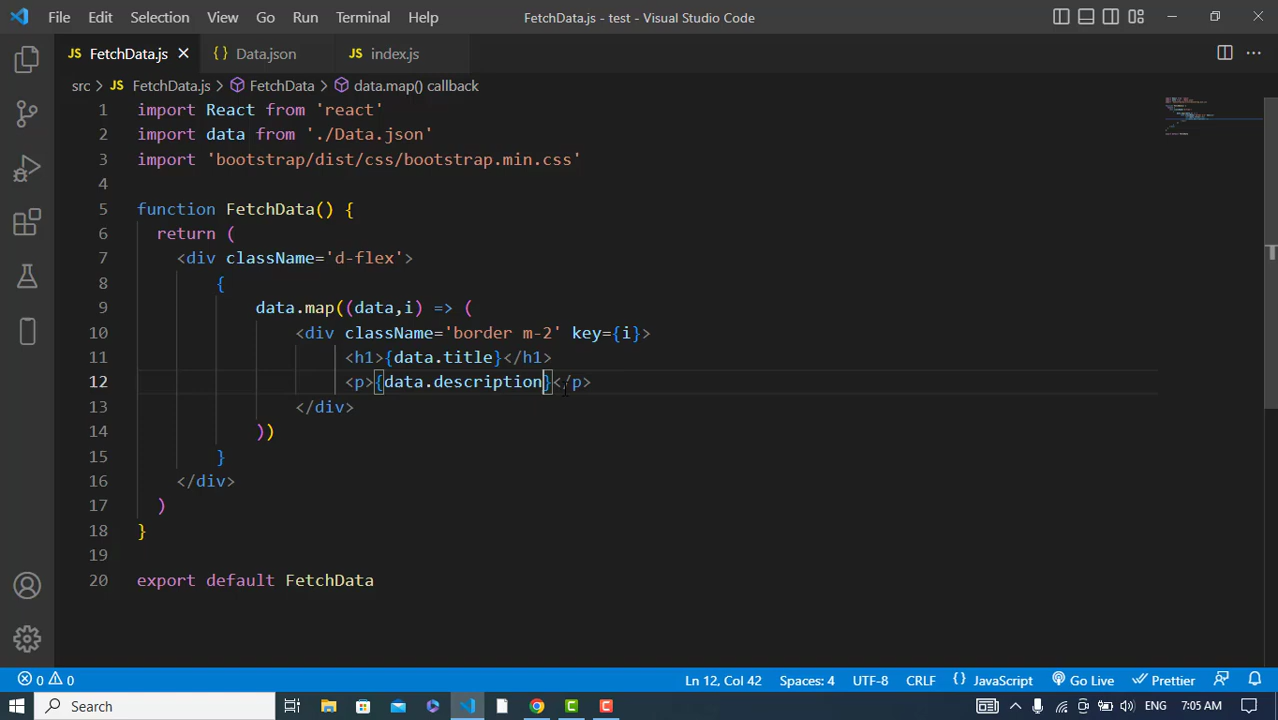 File Edit Selection View Go Run Terminal Help FetchData.js - test - Visual Studio Code
JS FetchData.js {} Data.json JS index.js
src JS FetchData.js FetchData data.map() callback
1 import React from 'react'
2 import data from './Data.json'
3 import 'bootstrap/dist/css/bootstrap.min.css'
4
5 function FetchData() {
6 return (
7 <div className='d-flex'>
8 {
9 data.map((data,i) => (
10 <div className='border m-2' key={i}>
11 <h1>{data.title}</h1>
12 <p>{data.description}</p>
13 </div>
14 ))
15 }
16 </div>
17 )
18 }
19
20 export default FetchData
0 0 Ln 12, Col 42 Spaces: 4 UTF-8 CRLF {} JavaScript Go Live Prettier
Search ENG 7:05 AM